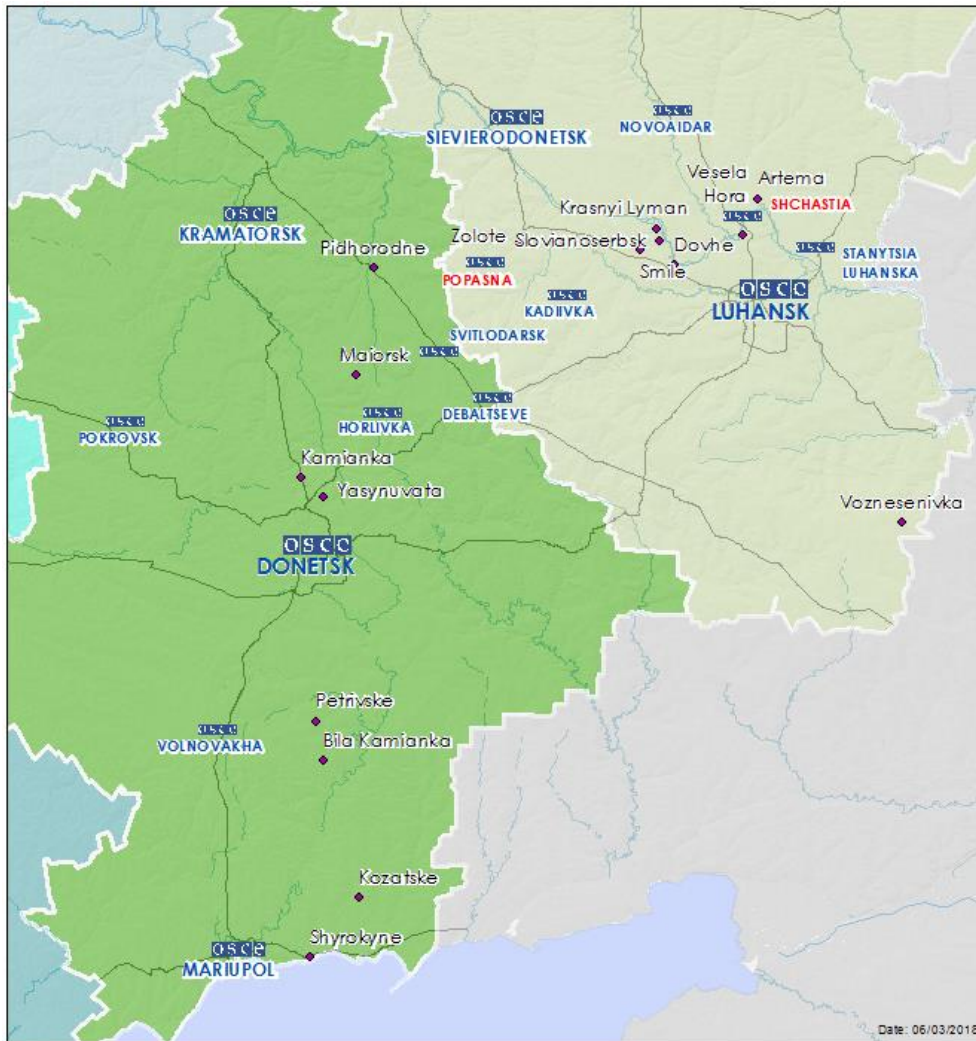 osce
SIEVIERODONETSK
osce
NOVOAIDAR
Vesela
Hora
Artema
SHCHASTIA
osce
KRAMATORSK
Krasnyi Lyman
Pidhorodne
Zolote
Slovianoserbsk
Dovhe
osce
osce
STANYTSIA
LUHANSKA
osce
POPASNA
Smile
osce
LUHANSK
osce
KADIIVKA
SVITLODARSK
osce
Maiorsk
osce
HORLIVKA
osce
DEBALTSEVE
osce
POKROVSK
Kamianka
Yasynuvata
Voznesenivka
osce
DONETSK
Petrivske
osce
VOLNOVAKHA
Bila Kamianka
Kozatske
Shyrokyne
osce
MARIUPOL
Date: 06/03/2018